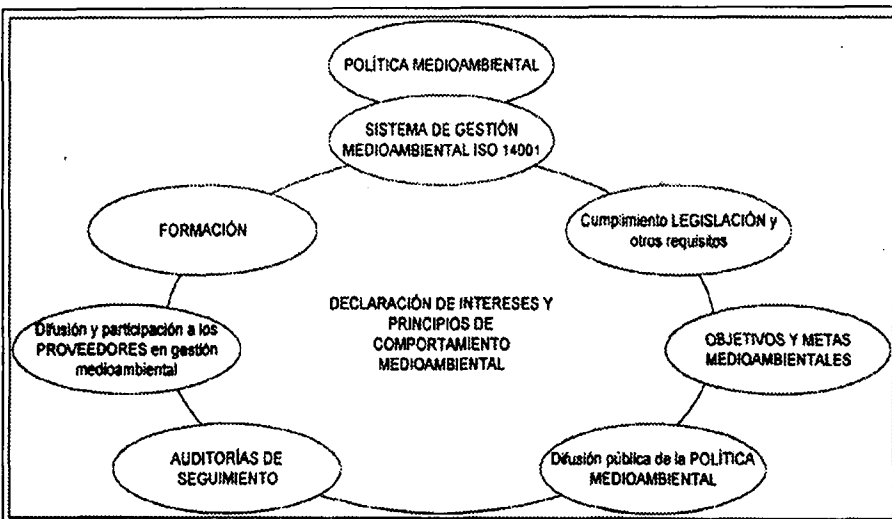 POLÍTICA MEDIOAMBIENTAL
SISTEMA DE GESTIÓN
MEDIOAMBIENTAL ISO 14001
FORMACIÓN
Cumplimiento LEGISLACIÓN y
otros requisitos
DECLARACIÓN DE INTERESES Y
PRINCIPIOS DE
COMPORTAMIENTO
MEDIOAMBIENTAL
Difusión y participación a los
PROVEEDORES en gestión
medioambiental
OBJETIVOS Y METAS
MEDIOAMBIENTALES
AUDITORÍAS DE
SEGUIMIENTO
Difusión pública de la POLÍTICA
MEDIOAMBIENTAL